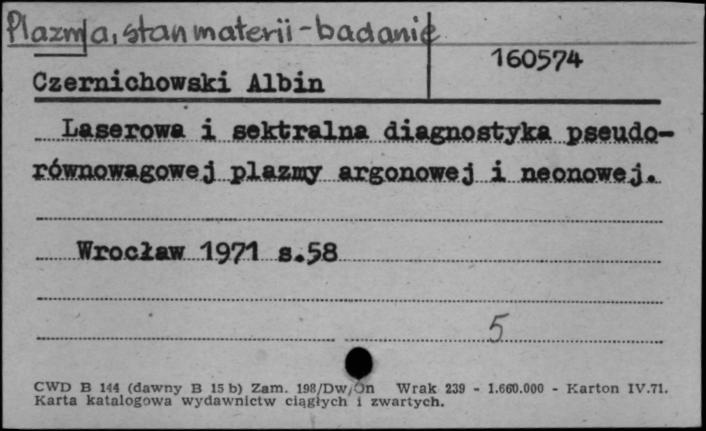 Plazma, stan materii - badanie
160574
Czernichowski Albin
Laserowa i sektralna diagnostyka pseudo-
równowagowej plazmy argonowej i neonowej.
Wrocław 1971 s.58
5
CWD B 144 (dawny B 15 b) Zam. 198/Dw/On Wrak 239 - 1.660.000 - Karton IV.71.
Karta katalogowa wydawnictw ciągłych i zwartych.